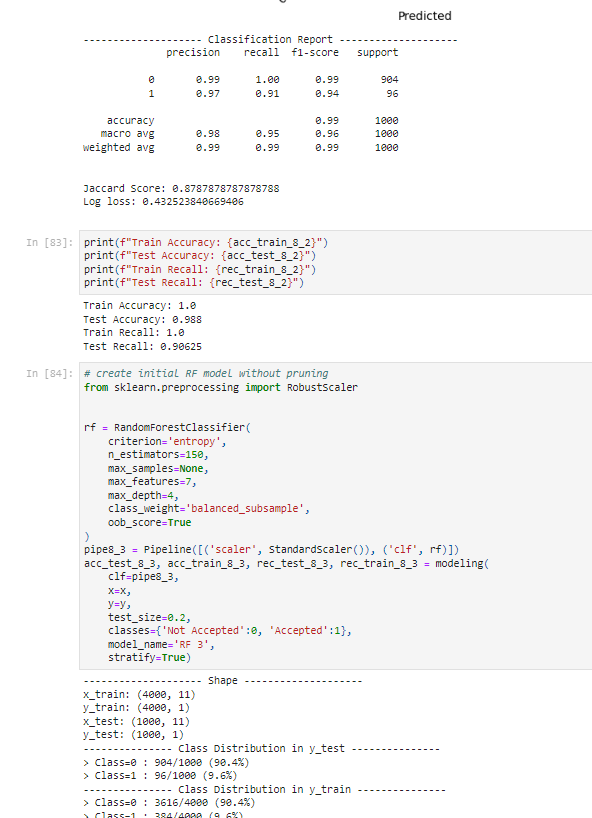 Predicted
-------------------- Classification Report --------------------
precision recall f1-score support
0 0.99 1.00 0.99 904
1 0.97 0.91 0.94 96
accuracy 0.99 1000
macro avg 0.98 0.95 0.96 1000
weighted avg 0.99 0.99 0.99 1000
Jaccard Score: 0.8787878787878788
Log loss: 0.432523840669406
In [83]: print(f"Train Accuracy: {acc_train_8_2}")
print(f"Test Accuracy: {acc_test_8_2}")
print(f"Train Recall: {rec_train_8_2}")
print(f"Test Recall: {rec_test_8_2}")
Train Accuracy: 1.0
Test Accuracy: 0.988
Train Recall: 1.0
Test Recall: 0.90625
In [84]: # create initial RF model without pruning
from sklearn.preprocessing import RobustScaler
rf = RandomForestClassifier(
criterion='entropy',
n_estimators=150,
max_samples=None,
max_features=7,
max_depth=4,
class_weight='balanced_subsample',
oob_score=True
)
pipe8_3 = Pipeline([('scaler', StandardScaler()), ('clf', rf)])
acc_test_8_3, acc_train_8_3, rec_test_8_3, rec_train_8_3 = modeling(
clf=pipe8_3,
x=x,
y=y,
test_size=0.2,
classes={'Not Accepted':0, 'Accepted':1},
model_name='RF 3',
stratify=True)
-------------------- Shape --------------------
x_train: (4000, 11)
y_train: (4000, 1)
x_test: (1000, 11)
y_test: (1000, 1)
--------------- Class Distribution in y_test ---------------
> Class=0 : 904/1000 (90.4%)
> Class=1 : 96/1000 (9.6%)
--------------- Class Distribution in y_train ---------------
> Class=0 : 3616/4000 (90.4%)
> Class=1 : 384/4000 (9.6%)